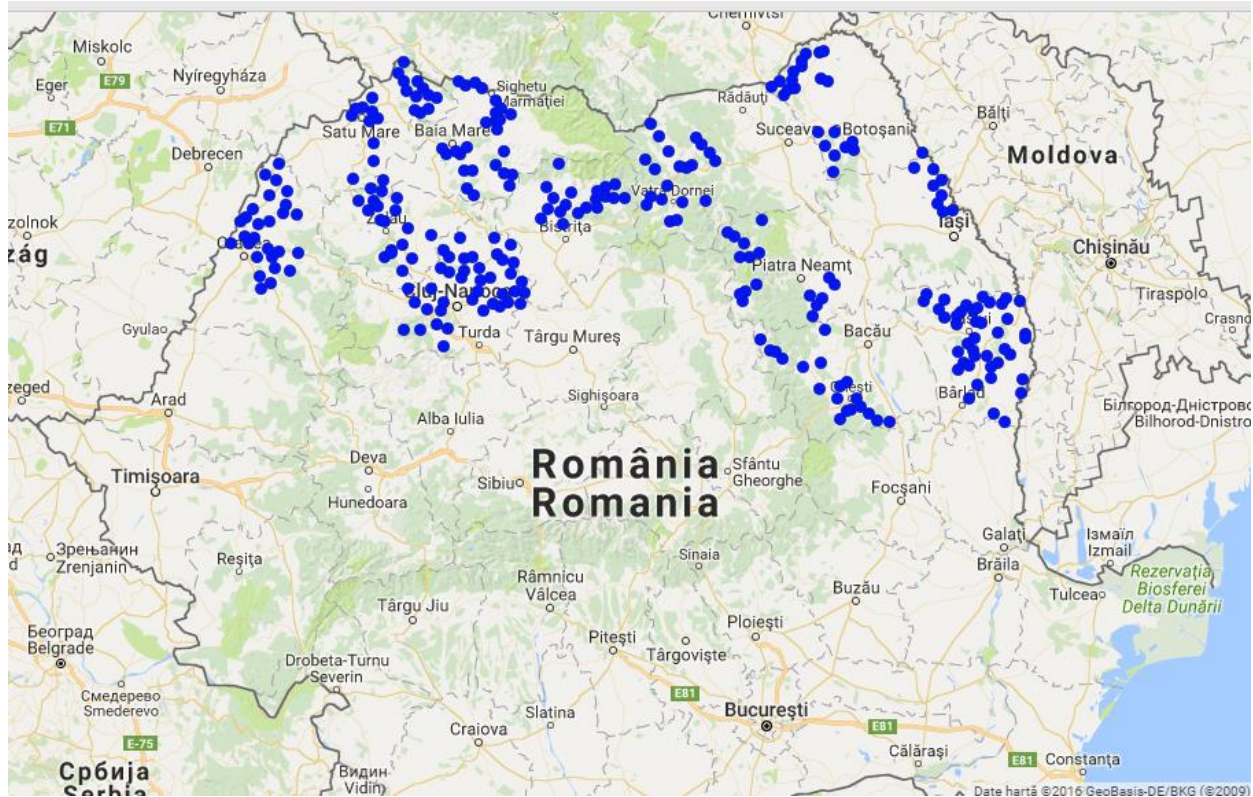 Chernivtsi
Miskolc
Eger
E79
Nyíregyháza
Sighetu
Marmației
Rădăuți
Bălți
E71
Satu Mare
Baia Mare
Suceava
Botoșani
Debrecen
Moldova
zolnok
Zalău
Vatra Dornei
Oradea
Bistrița
Iași
Chișinău
zág
Piatra Neamț
Cluj-Napoca
Tiraspol
Gyula
Turda
Târgu Mureș
Bacău
Vaslui
Crasno
zeged
Arad
Sighișoara
Onești
Bârlad
Білгород-Дністровс
Bilhorod-Dnistro
Alba Iulia
România
Romania
Timișoara
Deva
Hunedoara
Sibiu
Sfântu
Gheorghe
Focșani
Galați
Ізмаїл
Izmail
ад
d
Зрењанин
Zrenjanin
Reșița
Sinaia
Brăila
Rezervația
Biosferei
Delta Dunării
Râmnicu
Vâlcea
Buzău
Tulcea
Târgu Jiu
Београд
Belgrade
Pitești
Ploiești
Târgoviște
Drobeta-Turnu
Severin
Смедерево
Smederevo
E81
București
Slatina
Craiova
E81
E-75
Călărași
E81
Constanța
Србија
Serbia
Видин
Vidin
Date hartă ©2016 GeoBasis-DE/BKG (©2009)